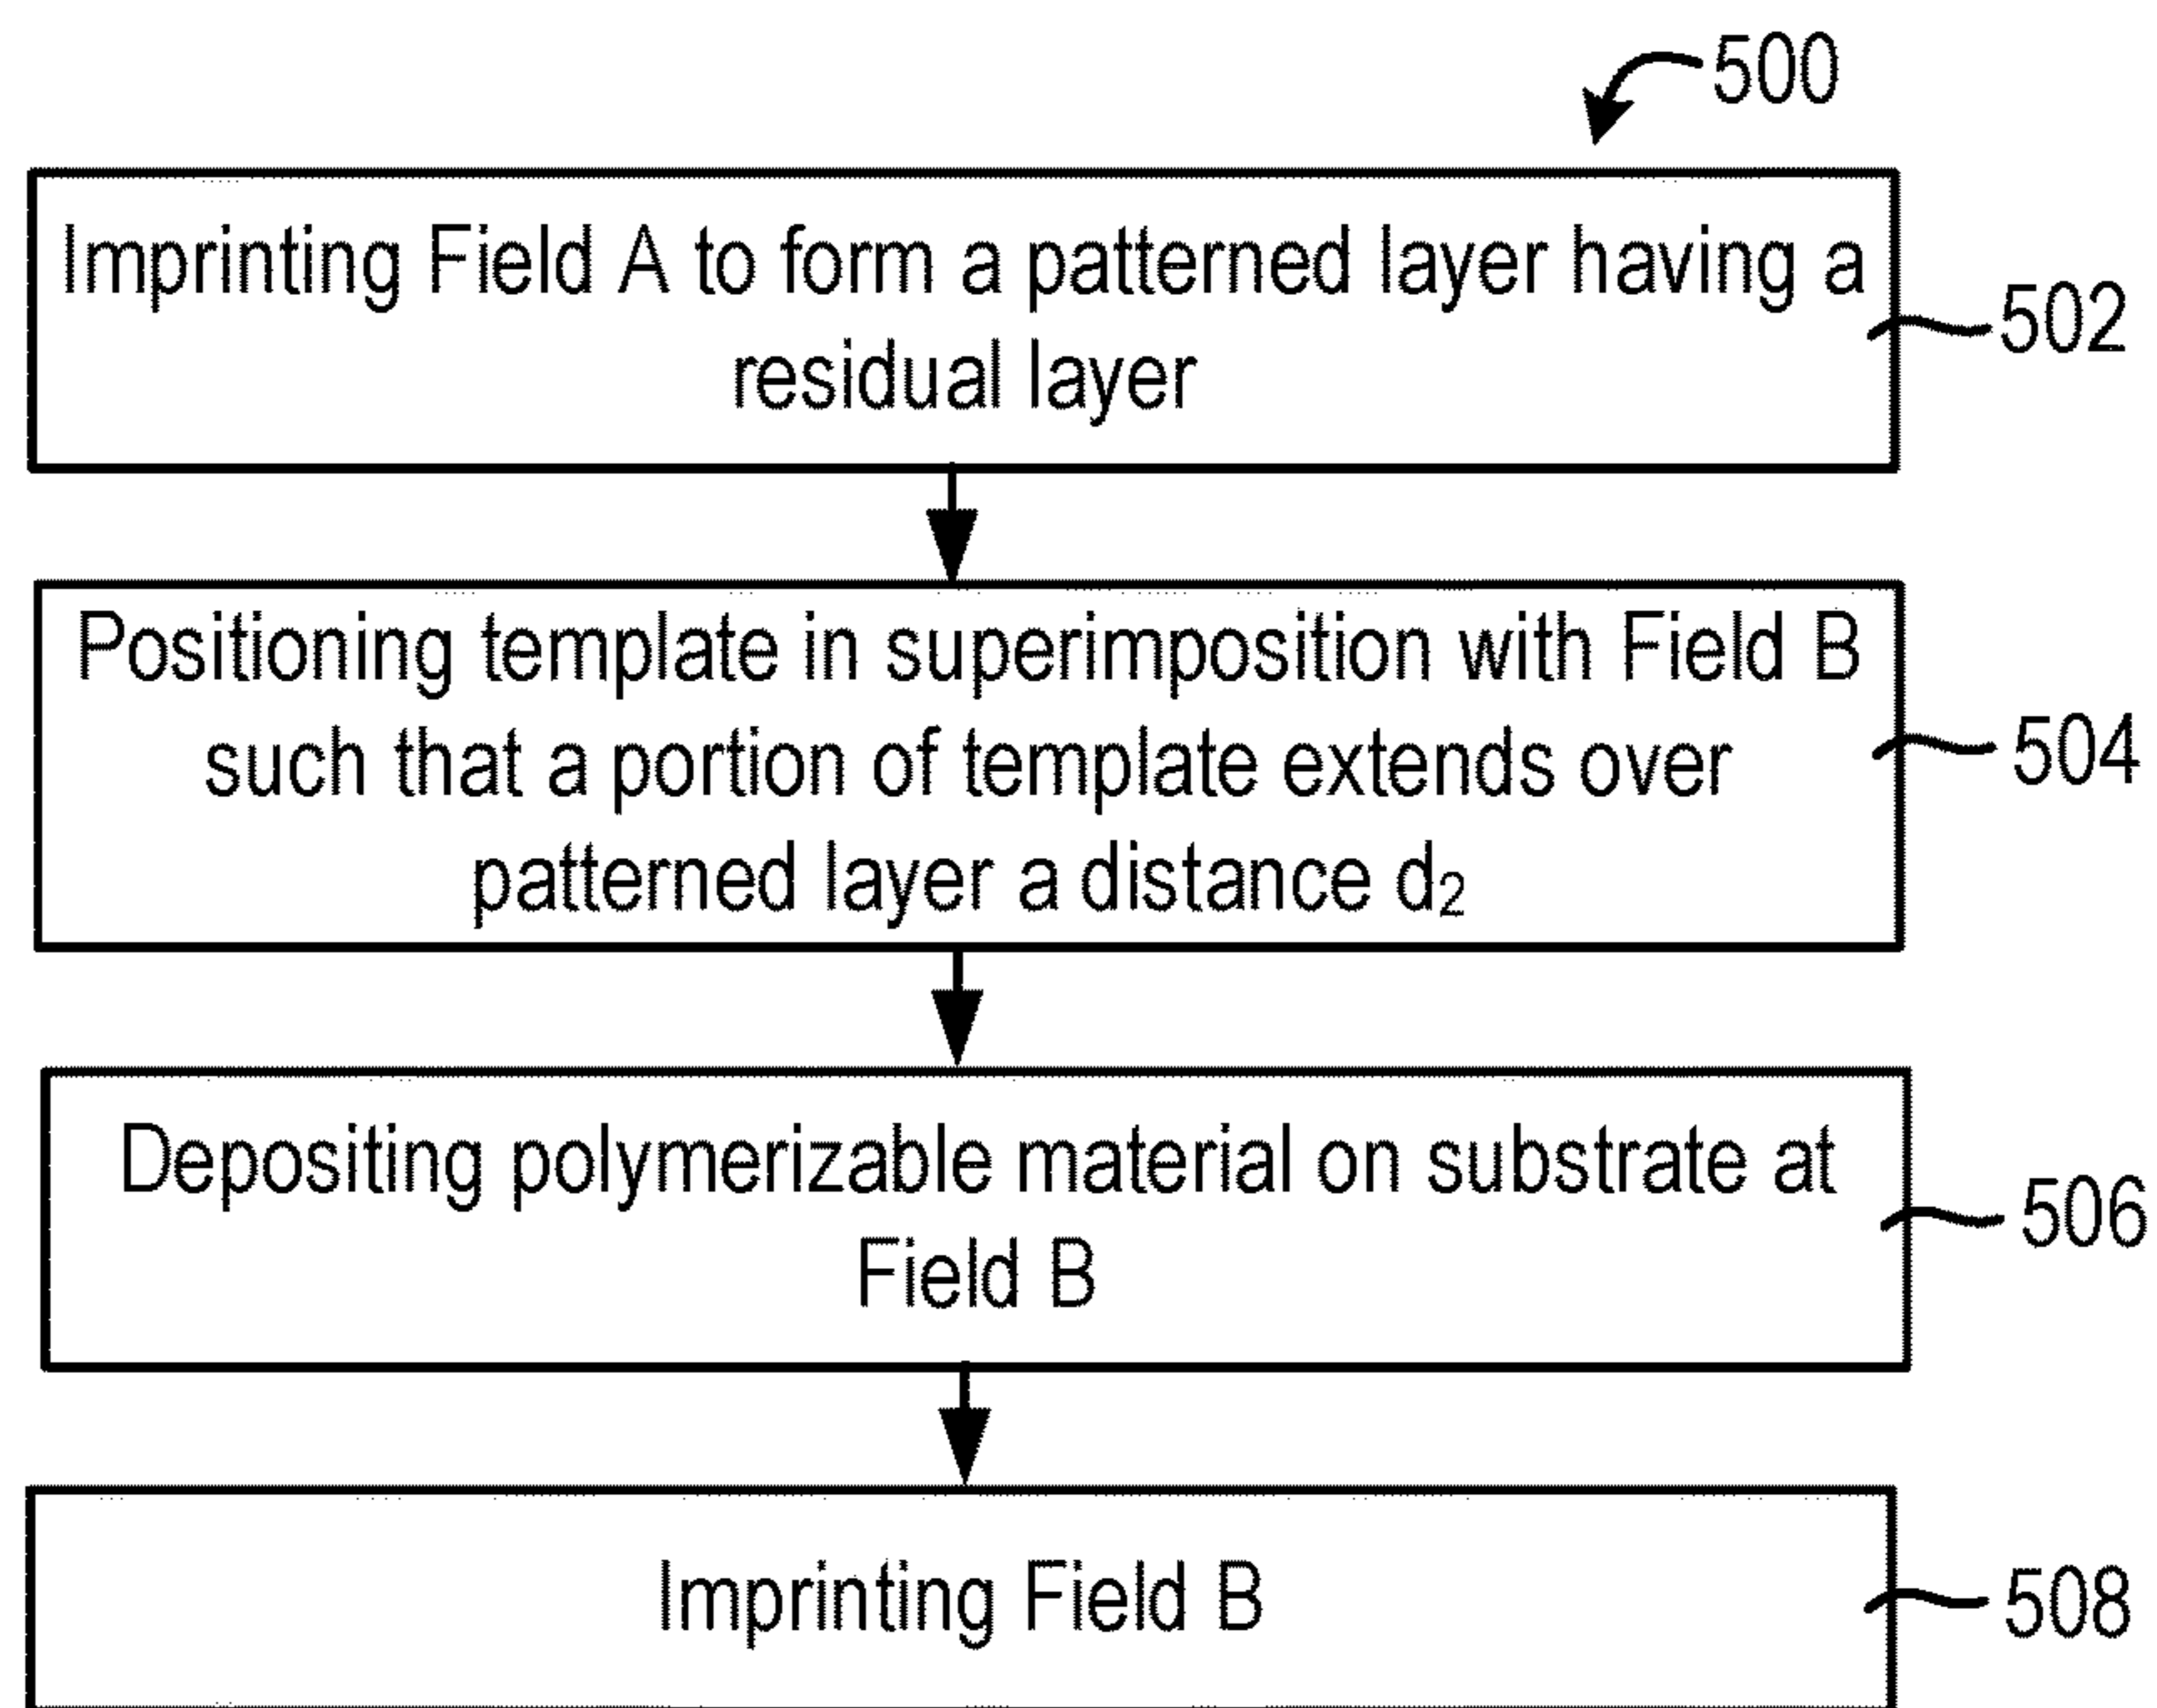 500
Imprinting Field A to form a patterned layer having a
residual layer
502
Positioning template in superimposition with Field B
such that a portion of template extends over
patterned layer a distance d₂
504
Depositing polymerizable material on substrate at
Field B
506
Imprinting Field B
508